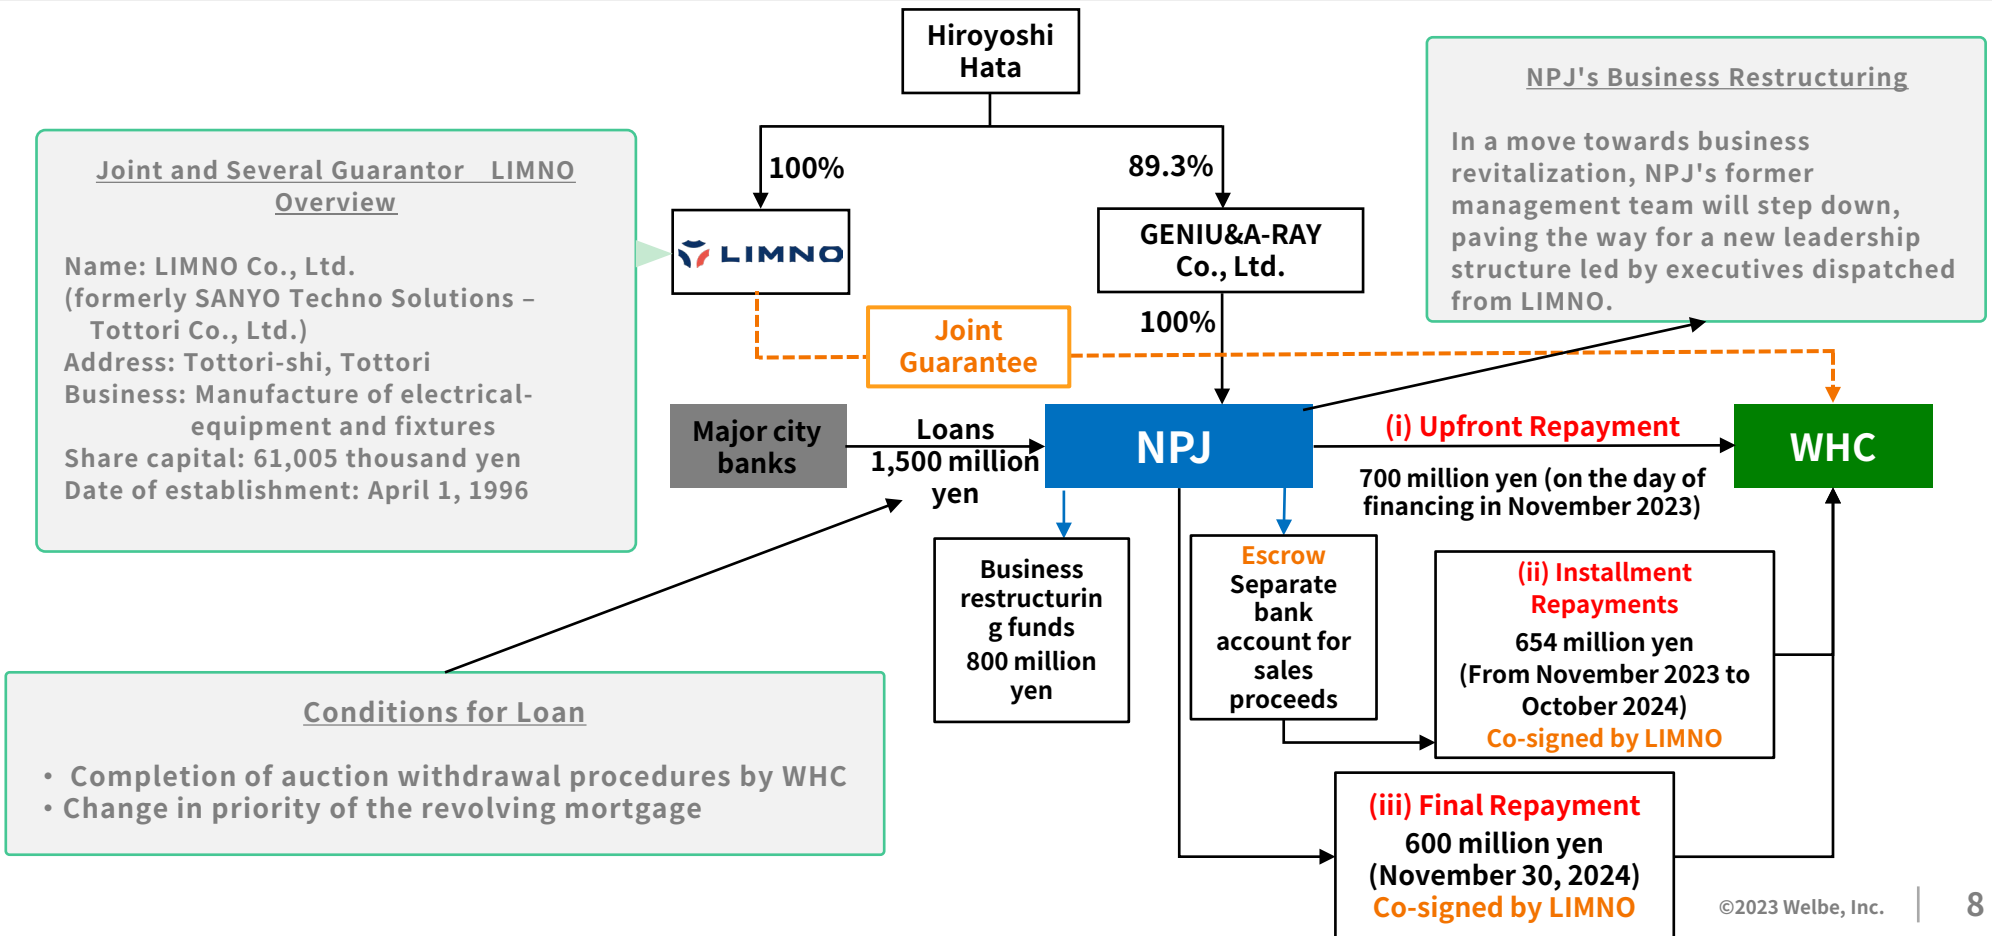 Hiroyoshi
Hata
100%
89.3%
LIMNO
GENIU&A-RAY
Co., Ltd.
100%
Joint
Guarantee
Joint and Several Guarantor LIMNO
Overview
Name: LIMNO Co., Ltd.
(formerly SANYO Techno Solutions –
Tottori Co., Ltd.)
Address: Tottori-shi, Tottori
Business: Manufacture of electrical-
equipment and fixtures
Share capital: 61,005 thousand yen
Date of establishment: April 1, 1996
NPJ's Business Restructuring
In a move towards business
revitalization, NPJ's former
management team will step down,
paving the way for a new leadership
structure led by executives dispatched
from LIMNO.
Major city
banks
Loans
1,500 million
yen
NPJ
(i) Upfront Repayment
700 million yen (on the day of
financing in November 2023)
WHC
Business
restructurin
g funds
800 million
yen
Escrow
Separate
bank
account for
sales
proceeds
(ii) Installment
Repayments
654 million yen
(From November 2023 to
October 2024)
Co-signed by LIMNO
(iii) Final Repayment
600 million yen
(November 30, 2024)
Co-signed by LIMNO
Conditions for Loan
・ Completion of auction withdrawal procedures by WHC
・ Change in priority of the revolving mortgage
©2023 Welbe, Inc.
8